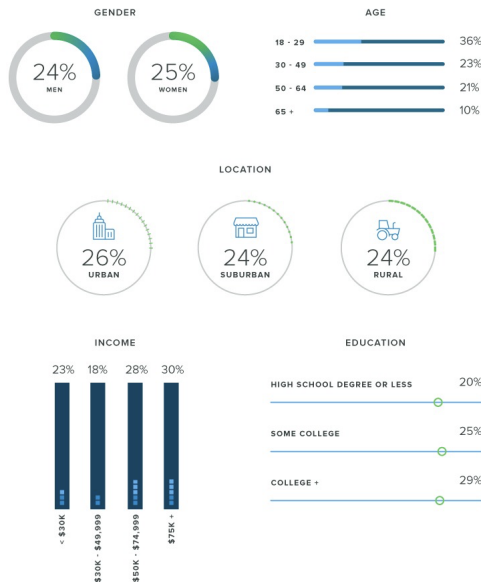 GENDER
24%
MEN
25%
WOMEN
AGE
18 - 29 36%
30 - 49 23%
50 - 64 21%
65 + 10%
LOCATION
26%
URBAN
24%
SUBURBAN
24%
RURAL
INCOME
23% 18% 28% 30%
< $30K
$30K - $49,999
$50K - $74,999
$75K +
EDUCATION
HIGH SCHOOL DEGREE OR LESS 20%
SOME COLLEGE 25%
COLLEGE + 29%